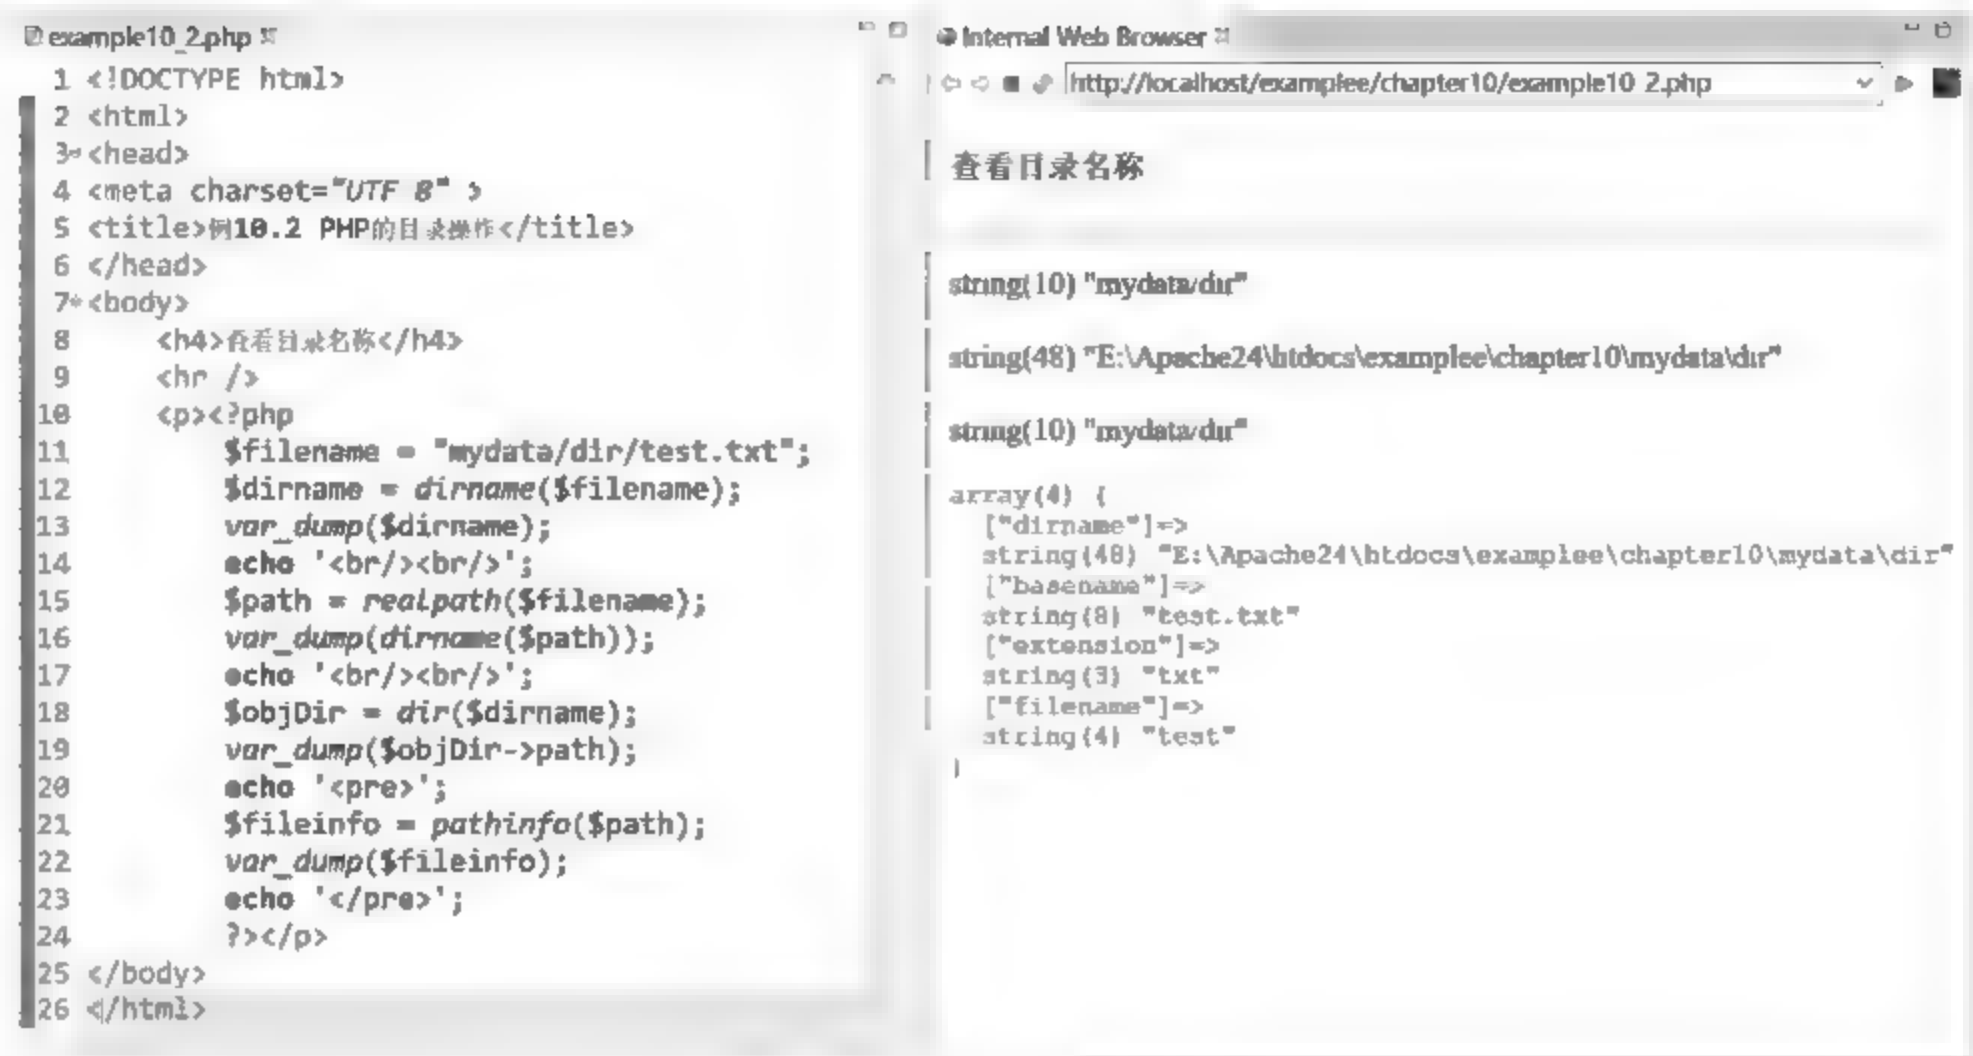 example10_2.php
1 <!DOCTYPE html>
2 <html>
3 <head>
4 <meta charset="UTF 8" >
5 <title>例10.2 PHP的目录操作</title>
6 </head>
7 <body>
8 <h4>查看目录名称</h4>
9 <hr />
10 <p><?php
11 $filename = "mydata/dir/test.txt";
12 $dirname = dirname($filename);
13 var_dump($dirname);
14 echo '<br/><br/>';
15 $path = realpath($filename);
16 var_dump(dirname($path));
17 echo '<br/><br/>';
18 $objDir = dir($dirname);
19 var_dump($objDir->path);
20 echo '<pre>';
21 $fileinfo = pathinfo($path);
22 var_dump($fileinfo);
23 echo '</pre>';
24 ?></p>
25 </body>
26 </html>
Internal Web Browser
http://localhost/examplee/chapter10/example10_2.php
查看目录名称
string(10) "mydata/dir"
string(48) "E:\Apache24\htdocs\examplee\chapter10\mydata\dir"
string(10) "mydata/dir"
array(4) {
["dirname"]=>
string(48) "E:\Apache24\htdocs\examplee\chapter10\mydata\dir"
["basename"]=>
string(8) "test.txt"
["extension"]=>
string(3) "txt"
["filename"]=>
string(4) "test"
}